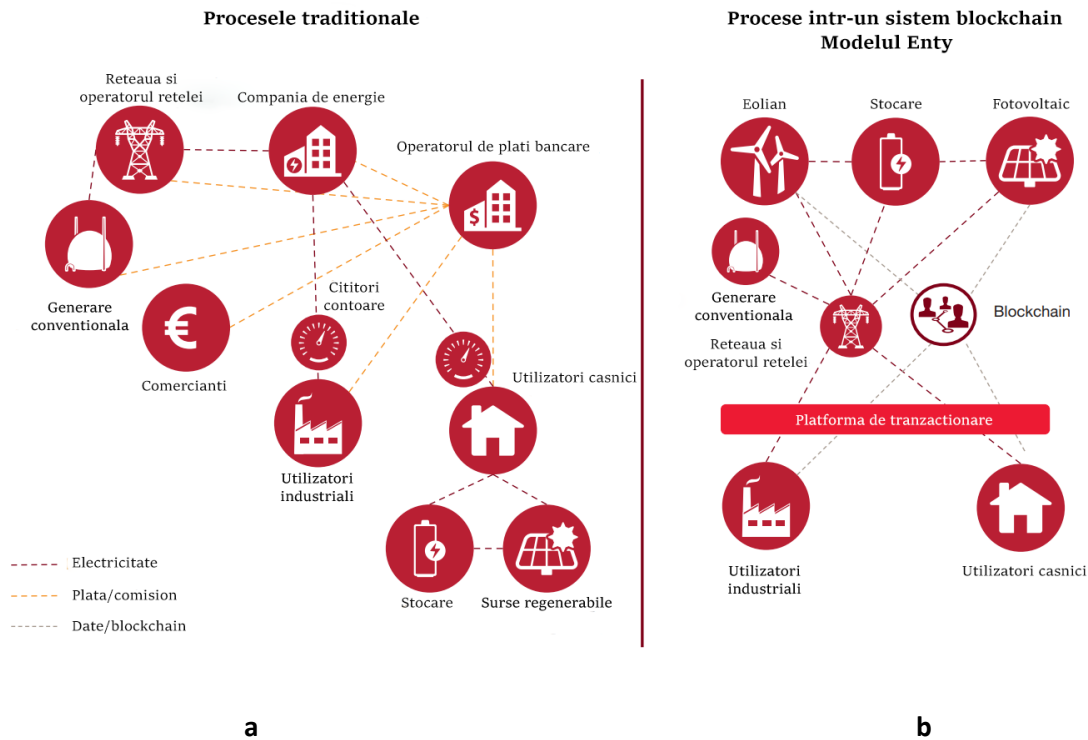 Procesele traditionale
Reteaua si
operatorul retelei
Compania de energie
Operatorul de plati bancare
$
Generare
conventionala
Cititori
contoare
€
Comercianti
Utilizatori casnici
Utilizatori
industriali
Stocare
Surse regenerabile
Electricitate
Plata/comision
Date/blockchain
a
Procese intr-un sistem blockchain
Modelul Enty
Eolian
Stocare
Fotovoltaic
Generare
conventionala
Blockchain
Reteaua si
operatorul retelei
Platforma de tranzactionare
Utilizatori
industriali
Utilizatori casnici
b